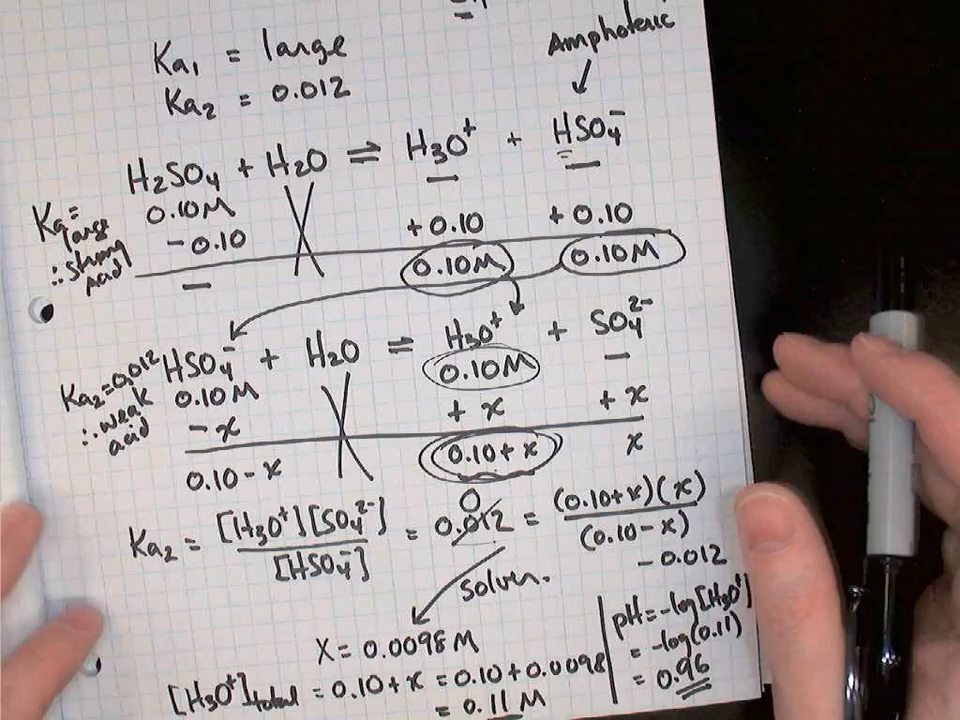 Amphoteric
Ka₁ = large
Ka₂ = 0.012
H₂SO₄ + H₂O ⇌ H₃O⁺ + HSO₄⁻
Ka = large ∴ strong acid
0.10M
-0.10 +0.10 +0.10
— 0.10M 0.10M
HSO₄⁻ + H₂O ⇌ H₃O⁺ + SO₄²⁻
Ka₂=0.012 ∴ weak acid
0.10M 0.10M —
-x +x +x
0.10-x 0.10+x x
Ka₂ = [H₃O⁺][SO₄²⁻]/[HSO₄⁻] = 0.012 = (0.10+x)(x)/(0.10-x)
0
-0.012
solver.
X = 0.0098M
[H₃O⁺]total = 0.10+x = 0.10+0.0098
= 0.11 M
pH = -log[H₃O⁺]
= -log(0.11)
= 0.96